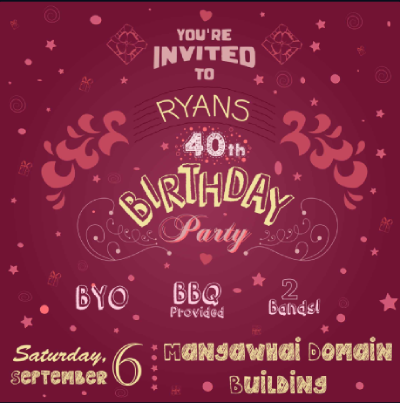 YOU'RE
INVITED
TO
RYANS
40th
BIRTHDAY
Party
BYO
BBQ
Provided
2
Bands!
Saturday,
September 6
Mangawhai Domain
Building